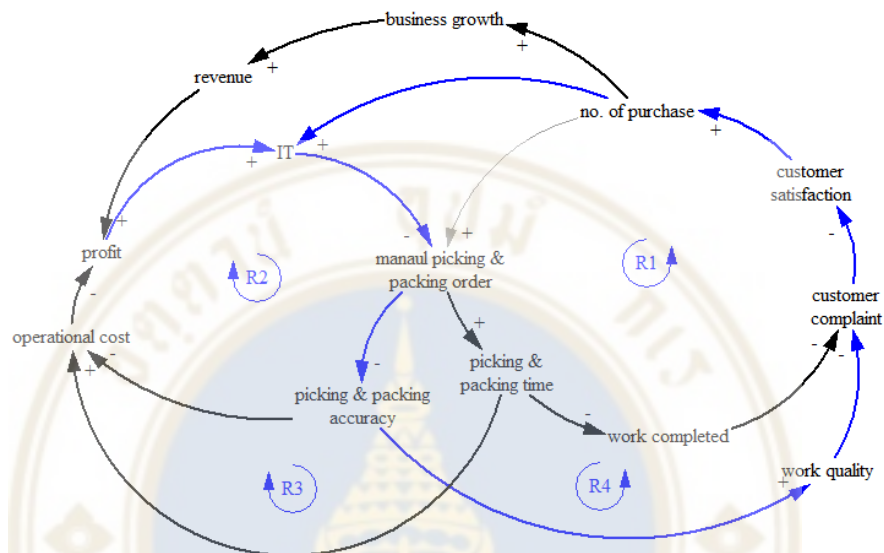 business growth
+
+
revenue
no. of purchase
+
+
IT
+
customer
satisfaction
+
+
-
-
profit
manaul picking &
packing order
R2
R1
-
customer
complaint
operational cost
-
+
+
picking &
packing time
-
-
-
picking & packing
accuracy
-
work completed
work quality
+
R3
R4